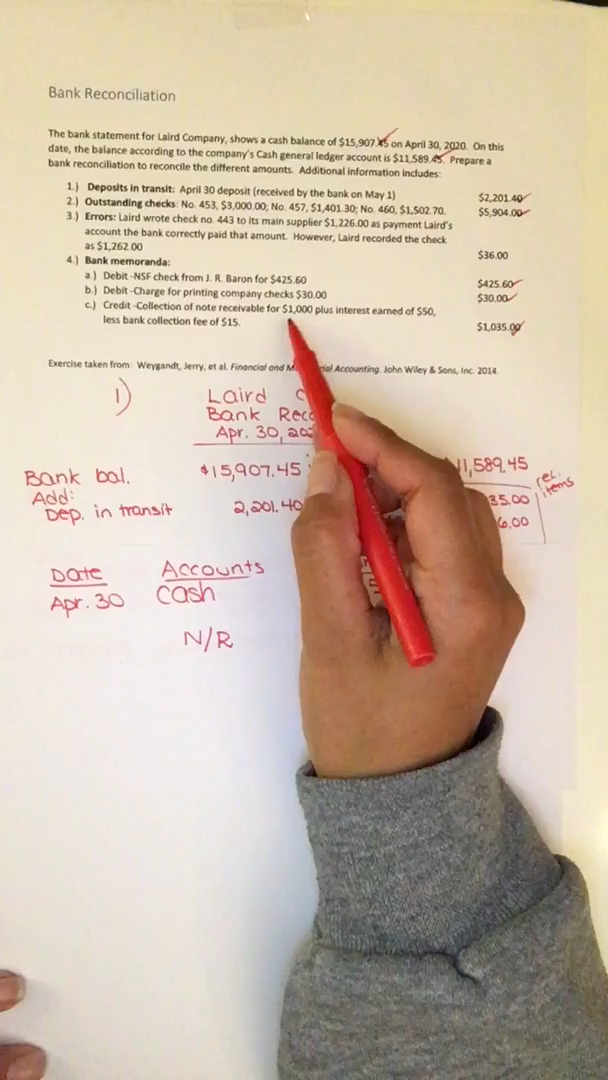 Bank Reconciliation
The bank statement for Laird Company, shows a cash balance of $15,907.45 on April 30, 2020. On this
date, the balance according to the company's Cash general ledger account is $11,589.45. Prepare a
bank reconciliation to reconcile the different amounts. Additional information includes:
1.) Deposits in transit: April 30 deposit (received by the bank on May 1) $2,201.40
2.) Outstanding checks: No. 453, $3,000.00; No. 457, $1,401.30; No. 460, $1,502.70. $5,904.00
3.) Errors: Laird wrote check no. 443 to its main supplier $1,226.00 as payment Laird's
account the bank correctly paid that amount. However, Laird recorded the check
as $1,262.00 $36.00
4.) Bank memoranda:
a.) Debit -NSF check from J. R. Baron for $425.60 $425.60
b.) Debit -Charge for printing company checks $30.00 $30.00
c.) Credit -Collection of note receivable for $1,000 plus interest earned of $50,
less bank collection fee of $15. $1,035.00
Exercise taken from: Weygandt, Jerry, et al. Financial and M ial Accounting. John Wiley & Sons, Inc. 2014.
1) Laird C
Bank Rec
Apr. 30, 20
Bank bal. $15,907.45 11,589.45
Add: rec. items
Dep. in transit 2,201.40 35.00
6.00
Date Accounts
Apr. 30 Cash
N/R